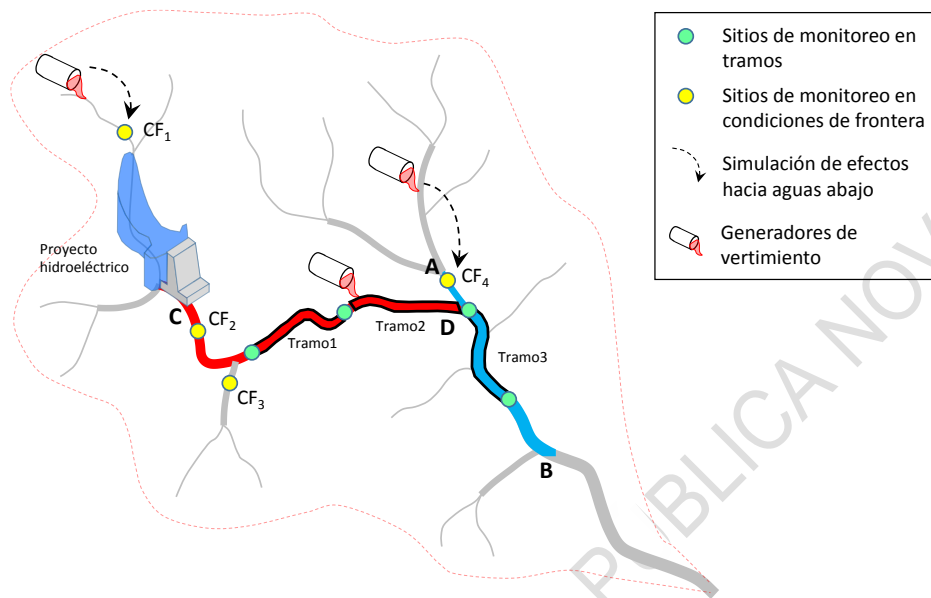 Sitios de monitoreo en
tramos
Sitios de monitoreo en
condiciones de frontera
Simulación de efectos
hacia aguas abajo
Generadores de
vertimiento
CF1
Proyecto
hidroeléctrico
A
CF4
C
CF2
Tramo1
Tramo2
D
Tramo3
CF3
B
PUBLICA NOV